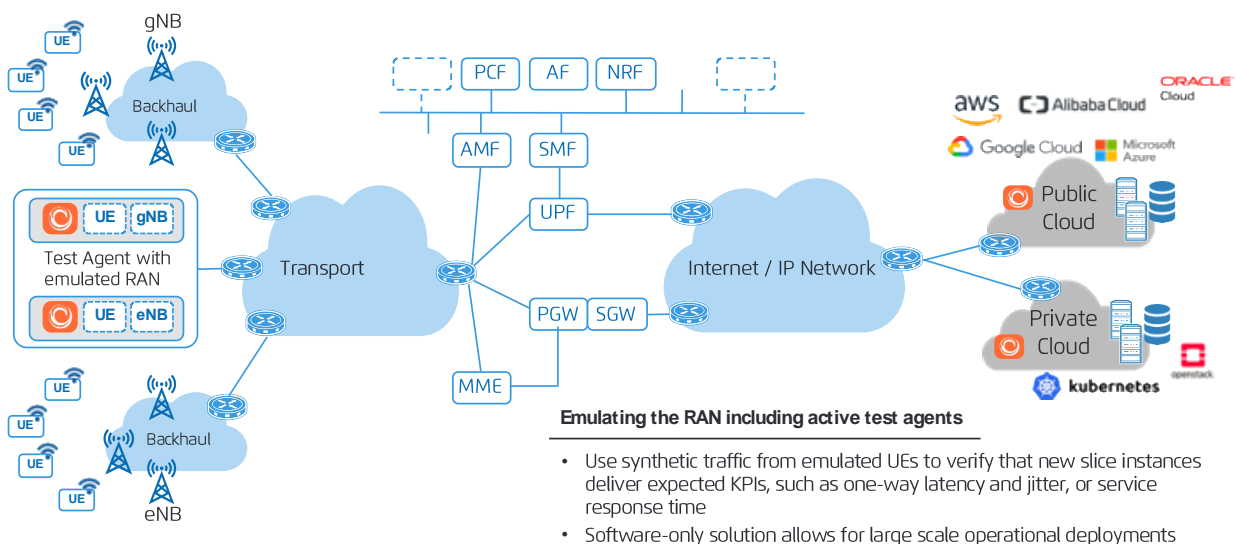 gNB
UE
UE
UE
UE
Backhaul
PCF
AF
NRF
AMF
SMF
UPF
ORACLE
Cloud
aws
Alibaba Cloud
Google Cloud
Microsoft
Azure
Public
Cloud
UE
gNB
Test Agent with
emulated RAN
UE
eNB
Transport
Internet / IP Network
PGW
SGW
MME
Private
Cloud
openstack.
kubernetes
UE
UE
UE
UE
Backhaul
eNB
Emulating the RAN including active test agents
• Use synthetic traffic from emulated UEs to verify that new slice instances
deliver expected KPIs, such as one-way latency and jitter, or service
response time
• Software-only solution allows for large scale operational deployments